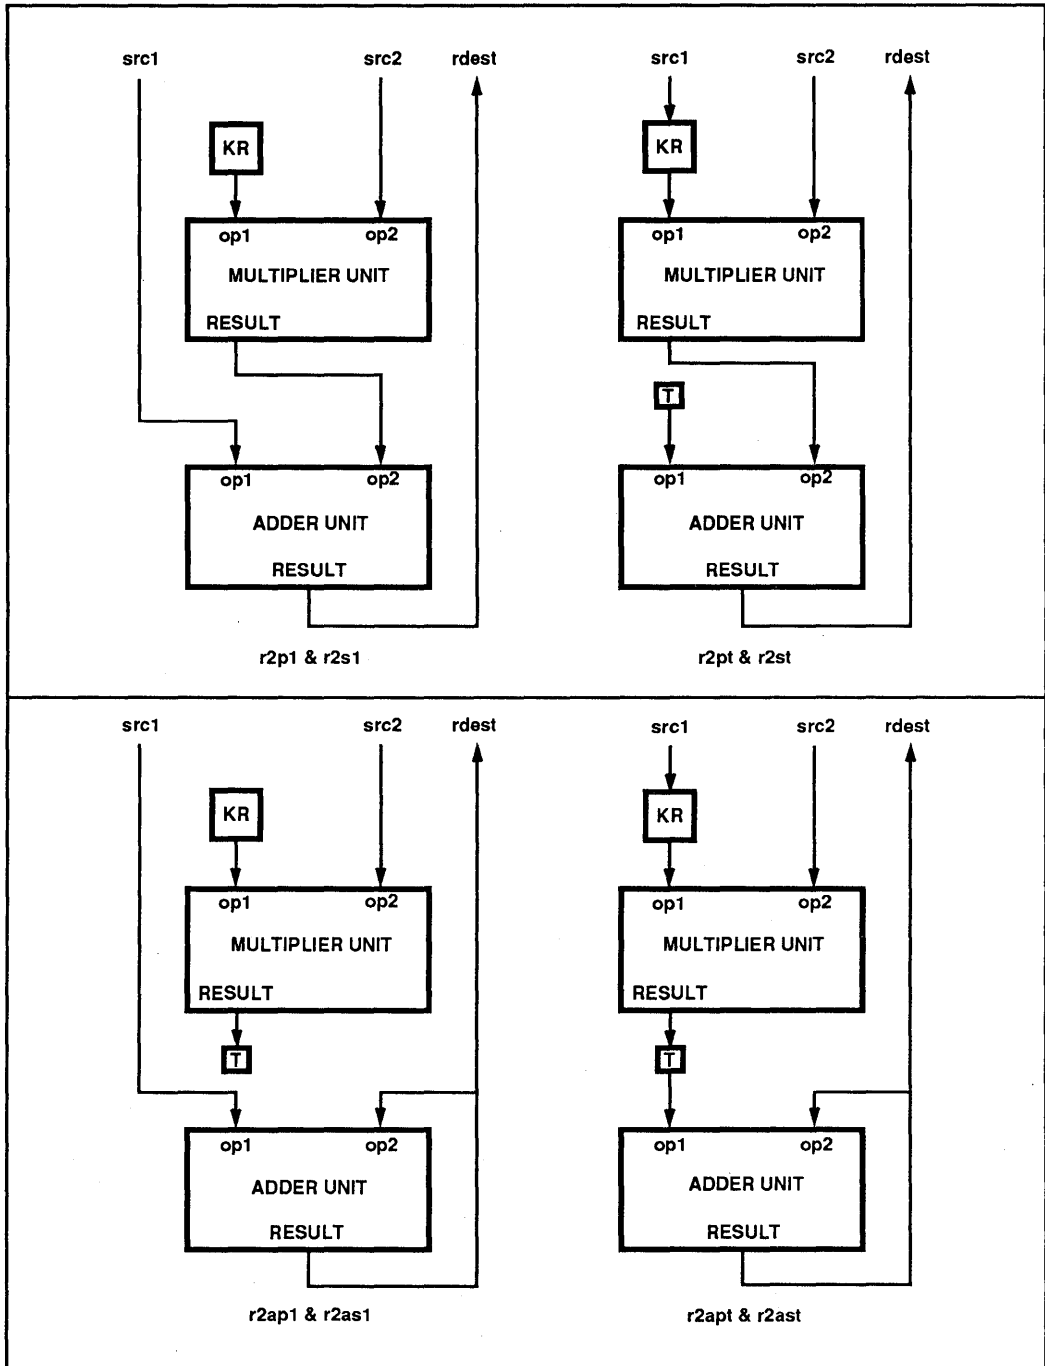 src1 src2 rdest src1 src2 rdest
KR KR
op1 op2 op1 op2
MULTIPLIER UNIT MULTIPLIER UNIT
RESULT RESULT
T
op1 op2 op1 op2
ADDER UNIT ADDER UNIT
RESULT RESULT
r2p1 & r2s1 r2pt & r2st
src1 src2 rdest src1 src2 rdest
KR KR
op1 op2 op1 op2
MULTIPLIER UNIT MULTIPLIER UNIT
RESULT RESULT
T T
op1 op2 op1 op2
ADDER UNIT ADDER UNIT
RESULT RESULT
r2ap1 & r2as1 r2apt & r2ast